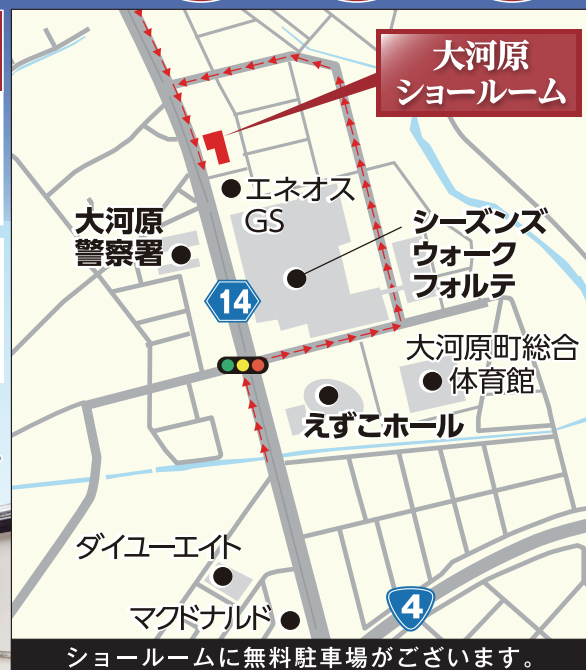 大河原
ショールーム
エネオス
GS
大河原
警察署
シーズンズ
ウォーク
フォルテ
14
大河原町総合
体育館
えずこホール
ダイユーエイト
マクドナルド
4
ショールームに無料駐車場がございます。